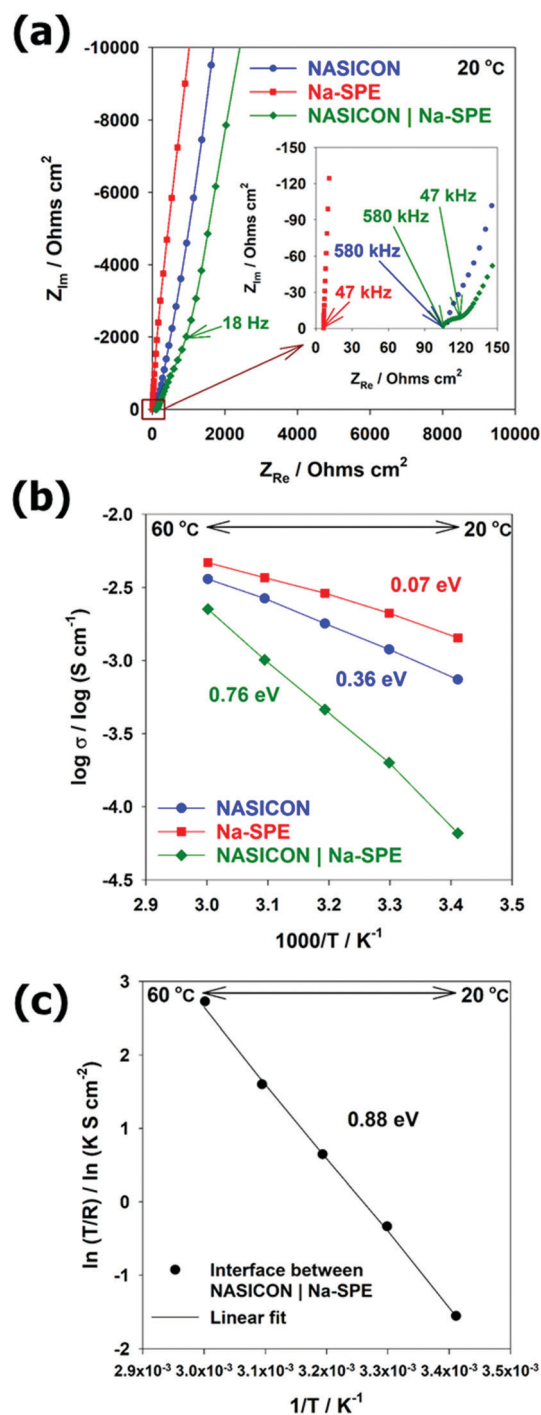 (a)
-10000
-8000
-6000
-4000
-2000
0
Z_Im / Ohms cm²
NASICON
Na-SPE
NASICON | Na-SPE
20 °C
18 Hz
-150
-120
-90
-60
-30
0
Z_Im / Ohms cm²
47 kHz
580 kHz
580 kHz
47 kHz
0 30 60 90 120 150
Z_Re / Ohms cm²
0 2000 4000 6000 8000 10000
Z_Re / Ohms cm²
(b)
-2.0
-2.5
-3.0
-3.5
-4.0
-4.5
log σ / log (S cm⁻¹)
60 °C
20 °C
0.07 eV
0.36 eV
0.76 eV
NASICON
Na-SPE
NASICON | Na-SPE
2.9 3.0 3.1 3.2 3.3 3.4 3.5
1000/T / K⁻¹
(c)
3
2
1
0
-1
-2
ln (T/R) / ln (K S cm⁻²)
60 °C
20 °C
0.88 eV
Interface between
NASICON | Na-SPE
Linear fit
2.9x10⁻³ 3.0x10⁻³ 3.1x10⁻³ 3.2x10⁻³ 3.3x10⁻³ 3.4x10⁻³ 3.5x10⁻³
1/T / K⁻¹